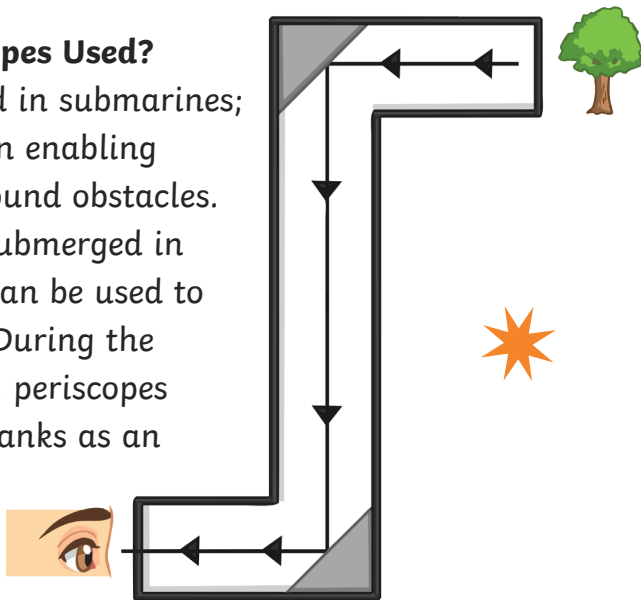 pes Used?
d in submarines;
n enabling
ound obstacles.
ubmerged in
an be used to
During the
periscopes
anks as an